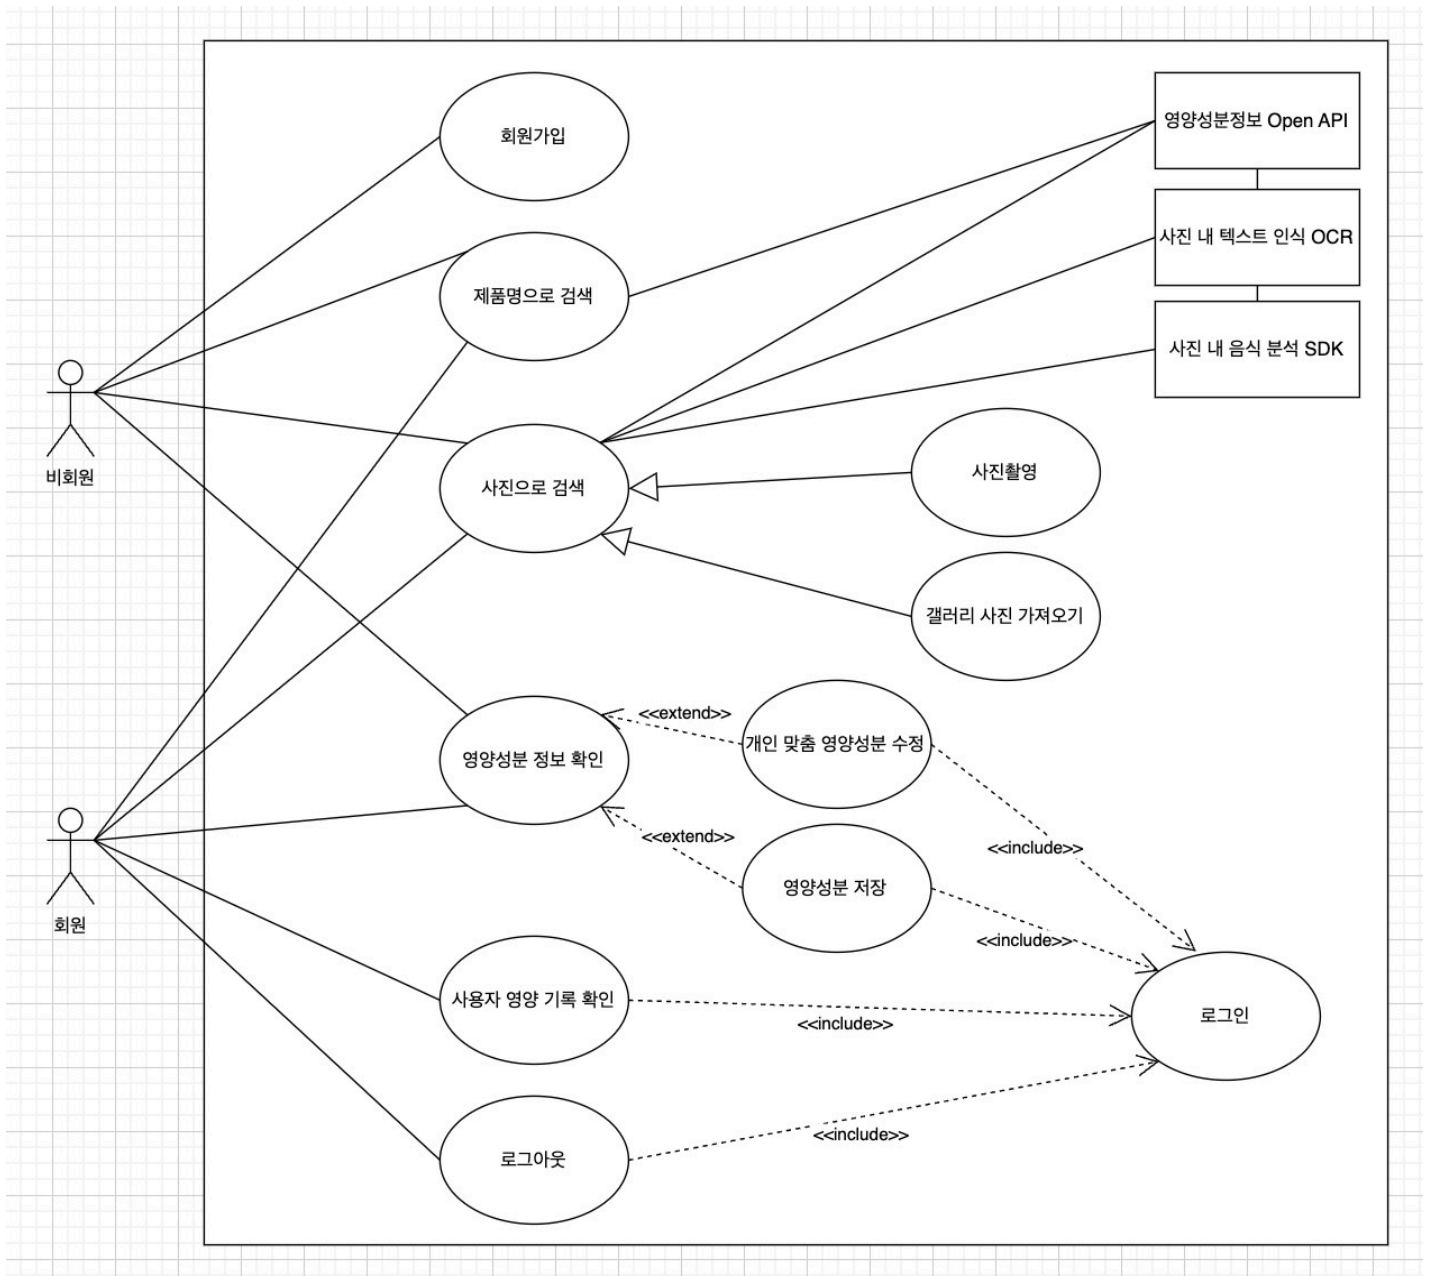 회원가입
영양성분정보 Open API
제품명으로 검색
사진 내 텍스트 인식 OCR
사진 내 음식 분석 SDK
비회원
사진으로 검색
사진촬영
갤러리 사진 가져오기
<<extend>>
개인 맞춤 영양성분 수정
영양성분 정보 확인
<<extend>>
<<include>>
영양성분 저장
회원
<<include>>
사용자 영양 기록 확인
<<include>>
로그인
<<include>>
로그아웃